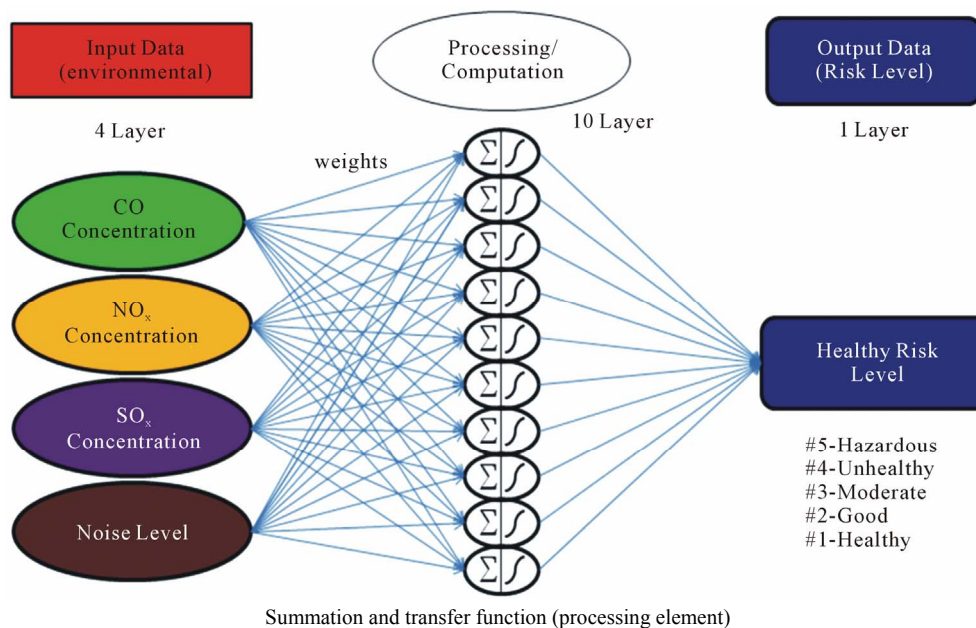 Input Data
(environmental)
Processing/
Computation
Output Data
(Risk Level)
4 Layer
10 Layer
1 Layer
weights
CO
Concentration
NOx
Concentration
SOx
Concentration
Noise Level
Σ ∫
Σ ∫
Σ ∫
Σ ∫
Σ ∫
Σ ∫
Σ ∫
Σ ∫
Σ ∫
Σ ∫
Healthy Risk
Level
#5-Hazardous
#4-Unhealthy
#3-Moderate
#2-Good
#1-Healthy
Summation and transfer function (processing element)